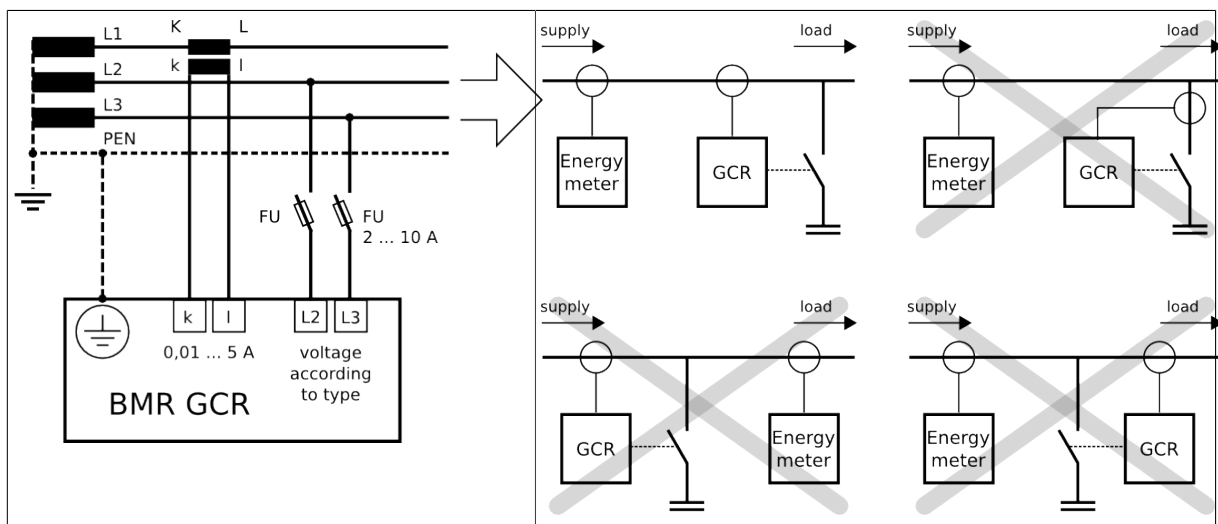 L1
K
L
k
l
L2
L3
PEN
FU
FU
2 ... 10 A
k
l
L2
L3
0,01 ... 5 A
voltage
according
to type
BMR GCR
supply
load
Energy
meter
GCR
supply
load
Energy
meter
GCR
supply
load
GCR
Energy
meter
supply
load
Energy
meter
GCR